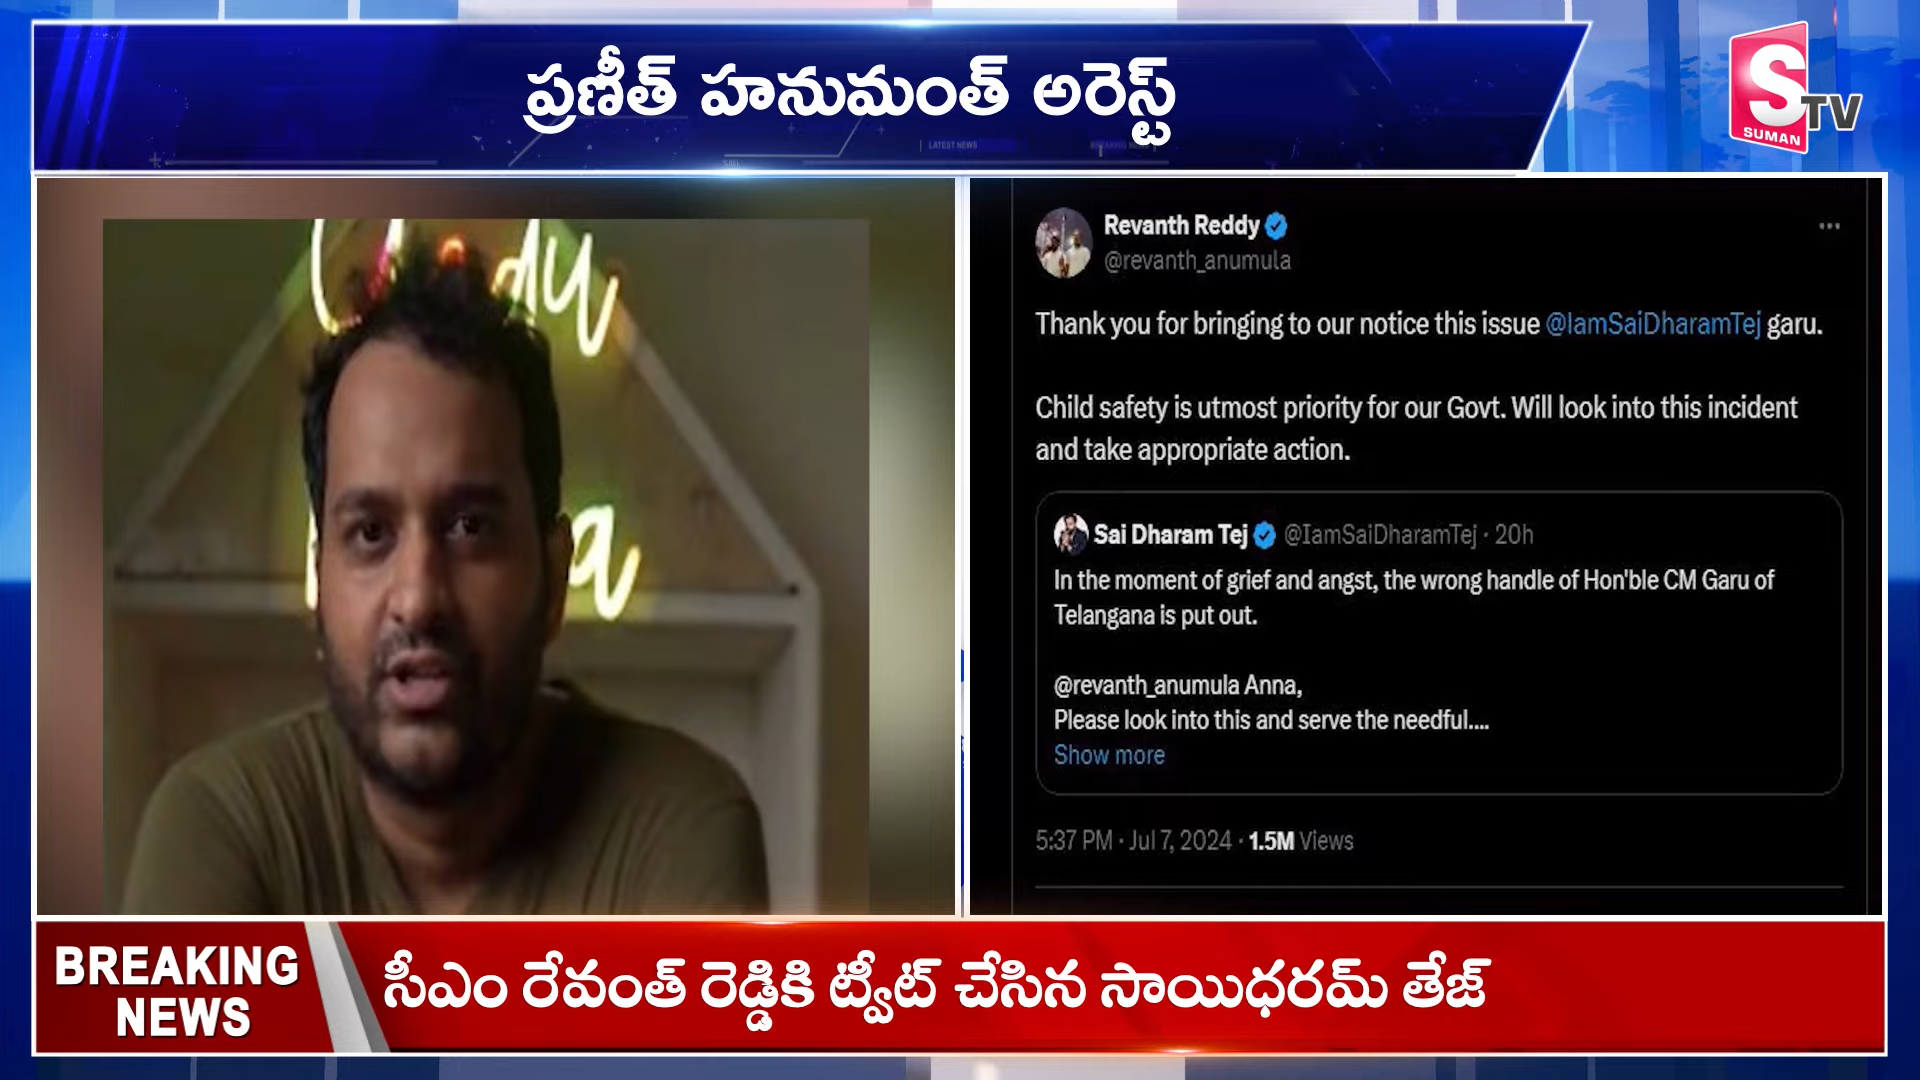 ప్రణీత్ హనుమంత్ అరెస్ట్
LATEST NEWS
S
TV
SUMAN
Revanth Reddy
@revanth_anumula
Thank you for bringing to our notice this issue @IamSaiDharamTej garu.
Child safety is utmost priority for our Govt. Will look into this incident
and take appropriate action.
Sai Dharam Tej @IamSaiDharamTej · 20h
In the moment of grief and angst, the wrong handle of Hon'ble CM Garu of
Telangana is put out.
@revanth_anumula Anna,
Please look into this and serve the needful....
Show more
5:37 PM · Jul 7, 2024 · 1.5M Views
BREAKING
NEWS
సీఎం రేవంత్ రెడ్డికి ట్వీట్ చేసిన సాయిధరమ్ తేజ్